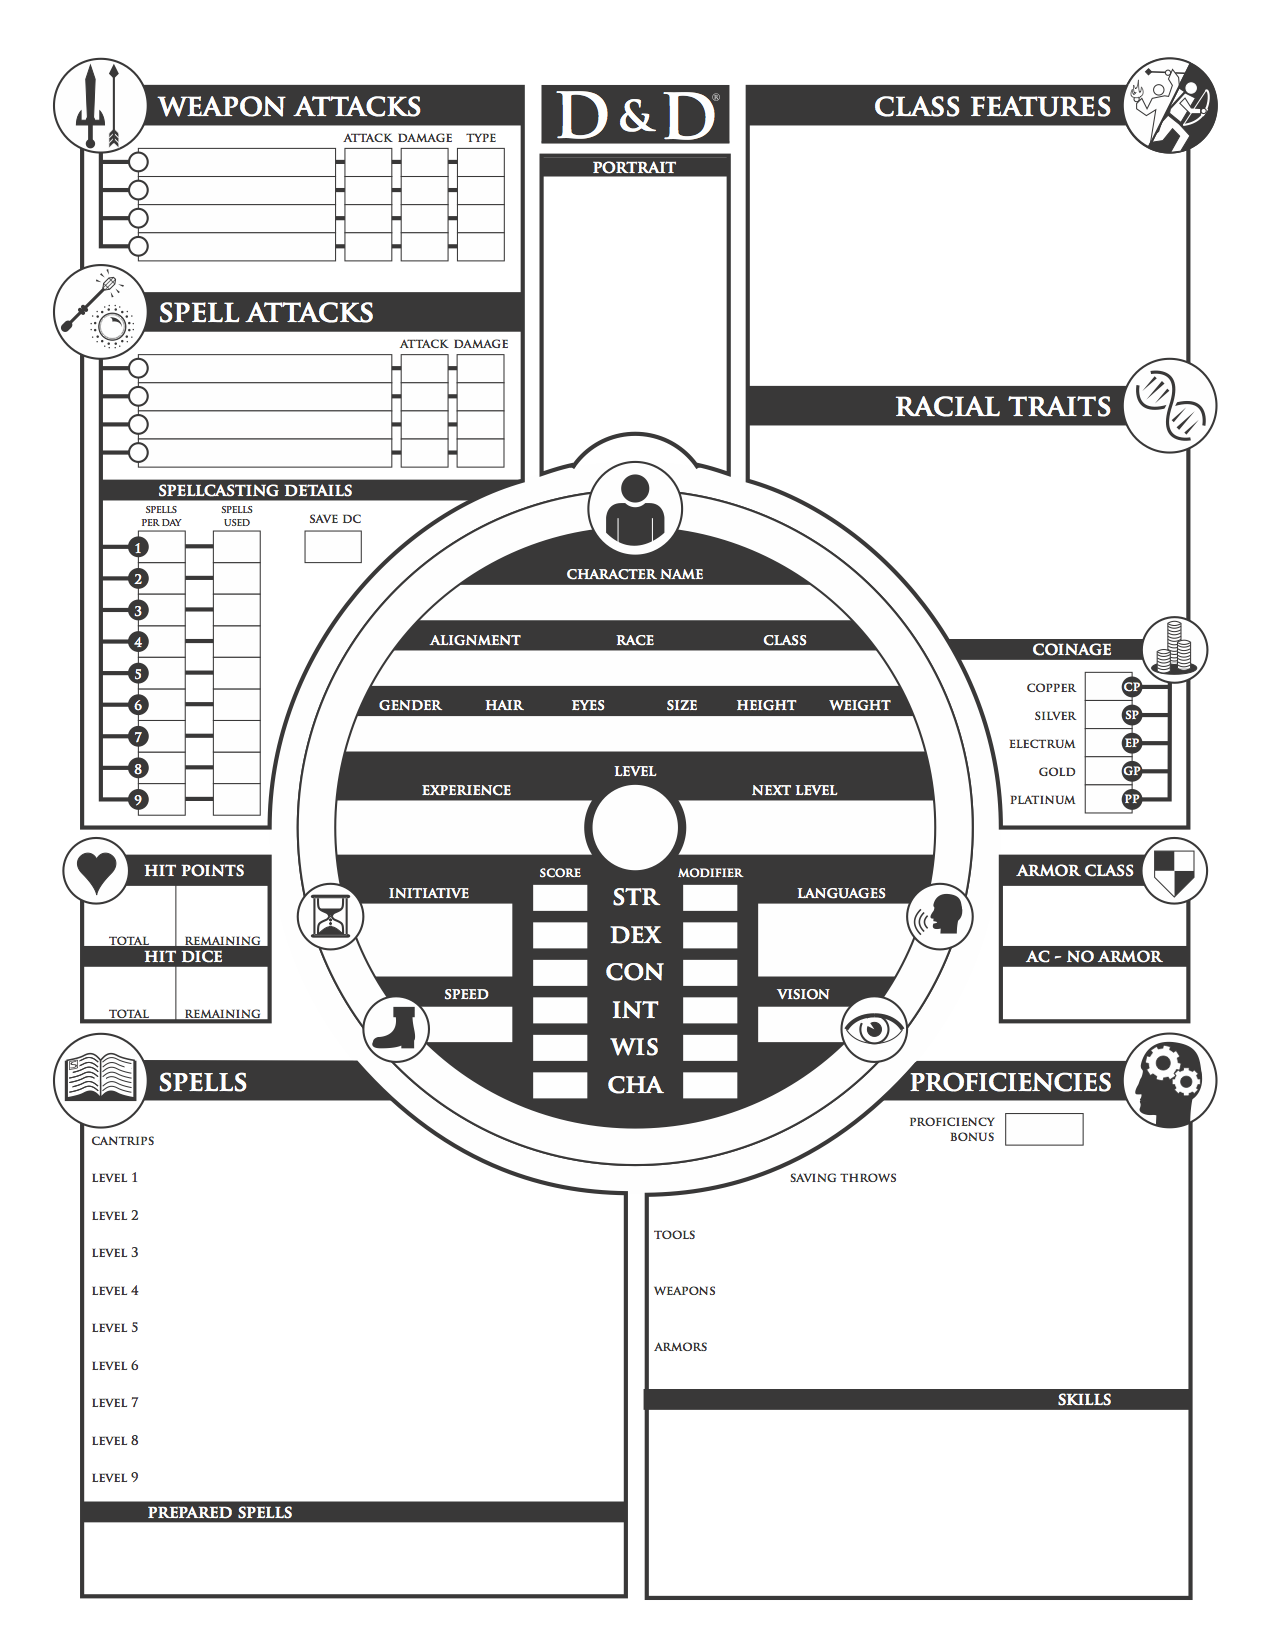 WEAPON ATTACKS
ATTACK DAMAGE TYPE
SPELL ATTACKS
ATTACK DAMAGE
SPELLCASTING DETAILS
SPELLS PER DAY
SPELLS USED
SAVE DC
1
2
3
4
5
6
7
8
9
D & D®
PORTRAIT
CLASS FEATURES
RACIAL TRAITS
COINAGE
COPPER CP
SILVER SP
ELECTRUM EP
GOLD GP
PLATINUM PP
CHARACTER NAME
ALIGNMENT RACE CLASS
GENDER HAIR EYES SIZE HEIGHT WEIGHT
LEVEL
EXPERIENCE NEXT LEVEL
SCORE MODIFIER
INITIATIVE
LANGUAGES
STR
DEX
CON
INT
WIS
CHA
SPEED
VISION
HIT POINTS
TOTAL REMAINING
HIT DICE
TOTAL REMAINING
ARMOR CLASS
AC - NO ARMOR
SPELLS
CANTRIPS
LEVEL 1
LEVEL 2
LEVEL 3
LEVEL 4
LEVEL 5
LEVEL 6
LEVEL 7
LEVEL 8
LEVEL 9
PREPARED SPELLS
PROFICIENCIES
PROFICIENCY
BONUS
SAVING THROWS
TOOLS
WEAPONS
ARMORS
SKILLS